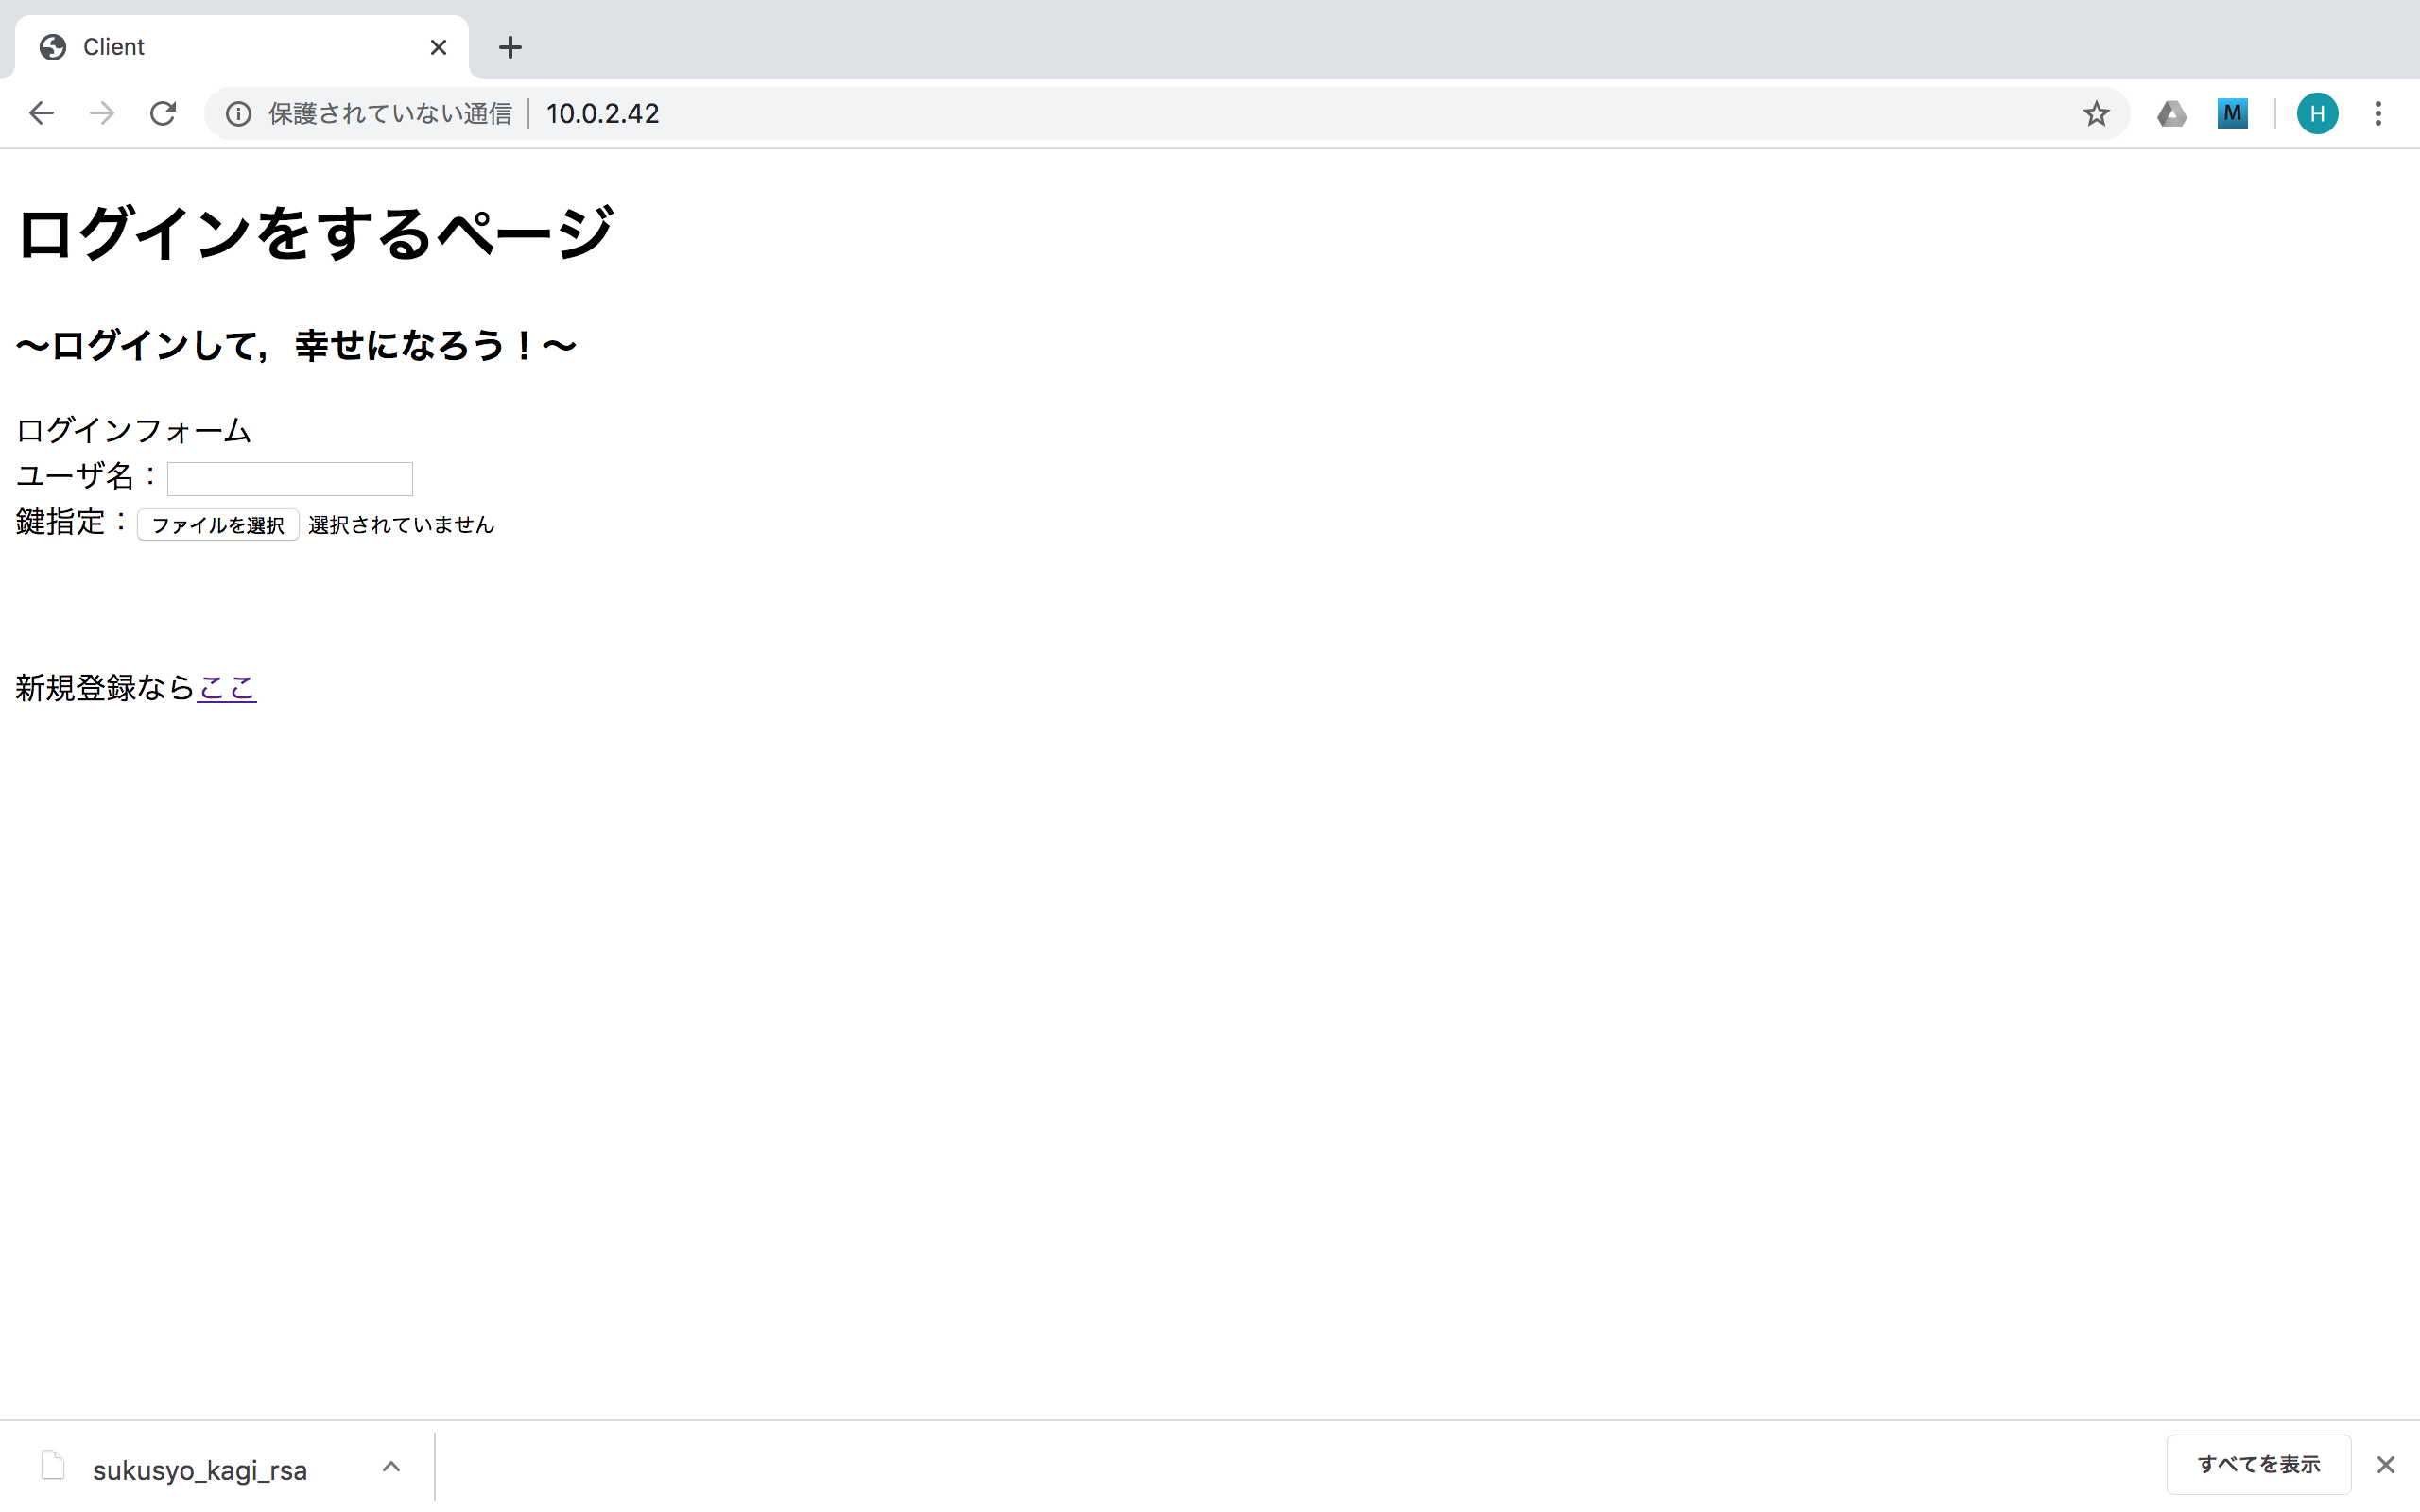 Client
保護されていない通信 10.0.2.42
M
H
ログインをするページ
〜ログインして，幸せになろう！〜
ログインフォーム
ユーザ名：
鍵指定：ファイルを選択 選択されていません
新規登録ならここ
sukusyo_kagi_rsa
すべてを表示